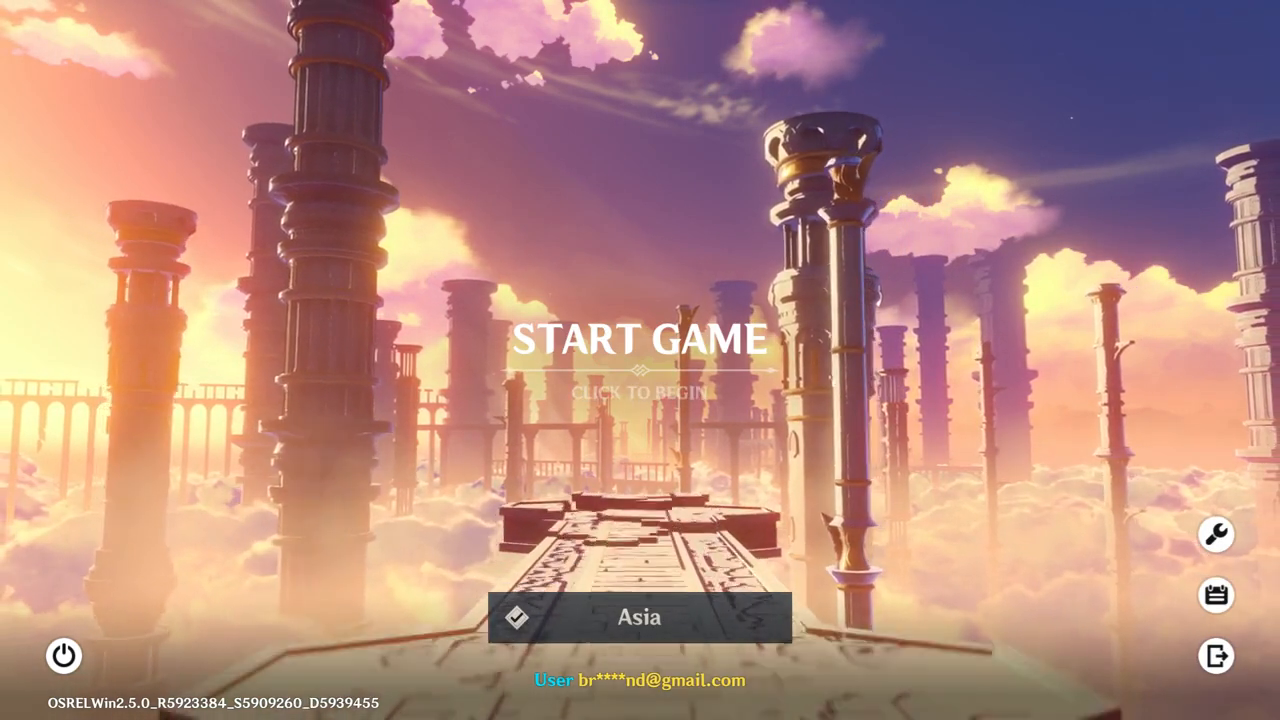 START GAME
CLICK TO BEGIN
Asia
User br****nd@gmail.com
OSRELWin2.5.0_R5923384_S5909260_D5939455